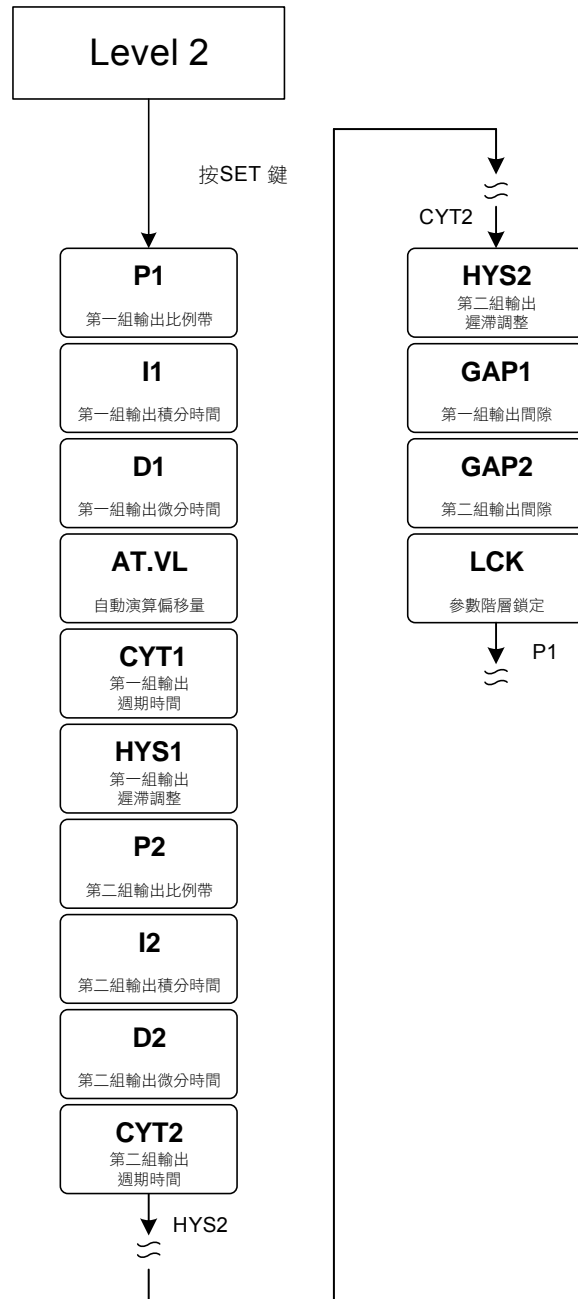 Level 2
按SET 鍵
P1
第一組輸出比例帶
I1
第一組輸出積分時間
D1
第一組輸出微分時間
AT.VL
自動演算偏移量
CYT1
第一組輸出
週期時間
HYS1
第一組輸出
遲滯調整
P2
第二組輸出比例帶
I2
第二組輸出積分時間
D2
第二組輸出微分時間
CYT2
第二組輸出
週期時間
HYS2
CYT2
HYS2
第二組輸出
遲滯調整
GAP1
第一組輸出間隙
GAP2
第二組輸出間隙
LCK
參數階層鎖定
P1